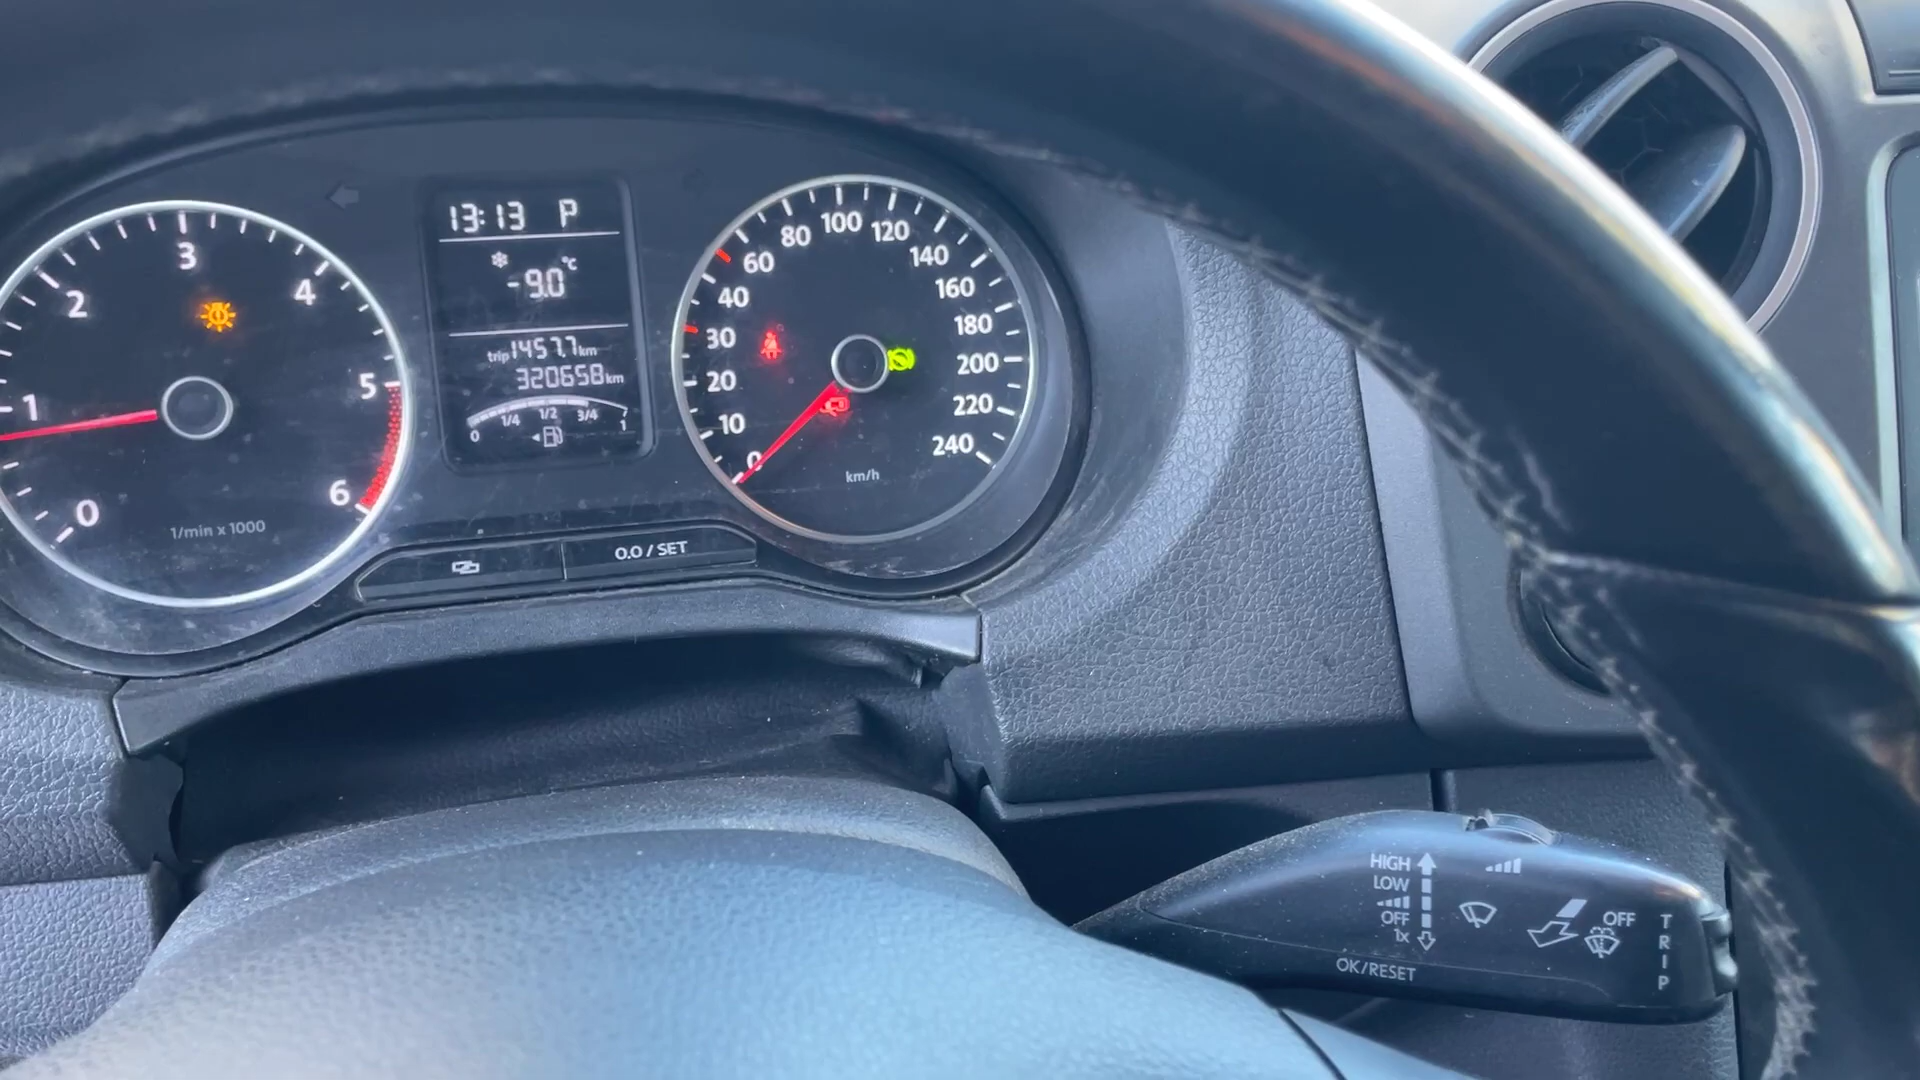 0
1
2
3
4
5
6
1/min x 1000
13:13 P
-9.0 °C
trip 1457.7 km
320658 km
0 1/4 1/2 3/4 1
0.0 / SET
0
10
20
30
40
60
80
100
120
140
160
180
200
220
240
km/h
HIGH
LOW
OFF
1x
OFF
TRIP
OK/RESET